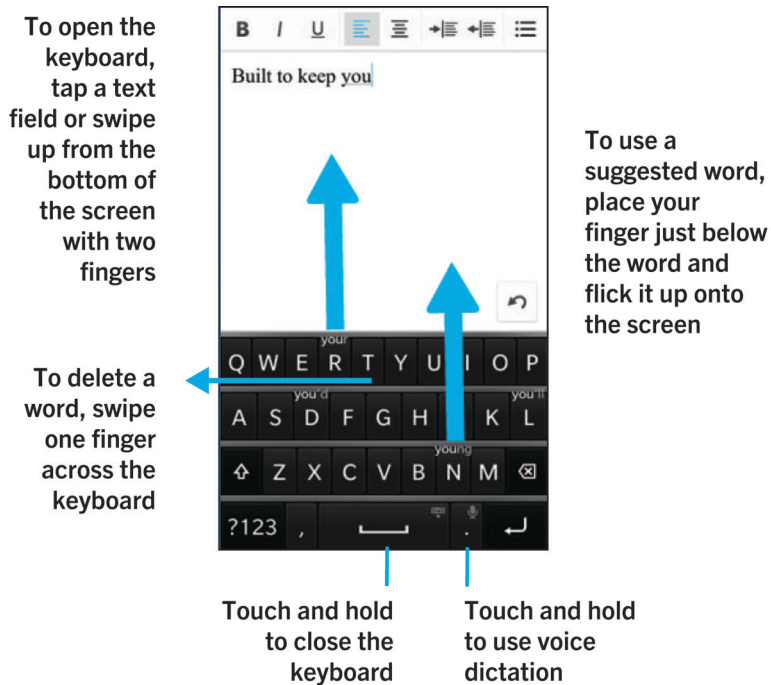 To open the
keyboard,
tap a text
field or swipe
up from the
bottom of
the screen
with two
fingers
B I U
Built to keep you
To use a
suggested word,
place your
finger just below
the word and
flick it up onto
the screen
To delete a
word, swipe
one finger
across the
keyboard
your
Q W E R T Y U I O P
you'd you'll
A S D F G H K L
young
Z X C V B N M
?123 , .
Touch and hold
to close the
keyboard
Touch and hold
to use voice
dictation